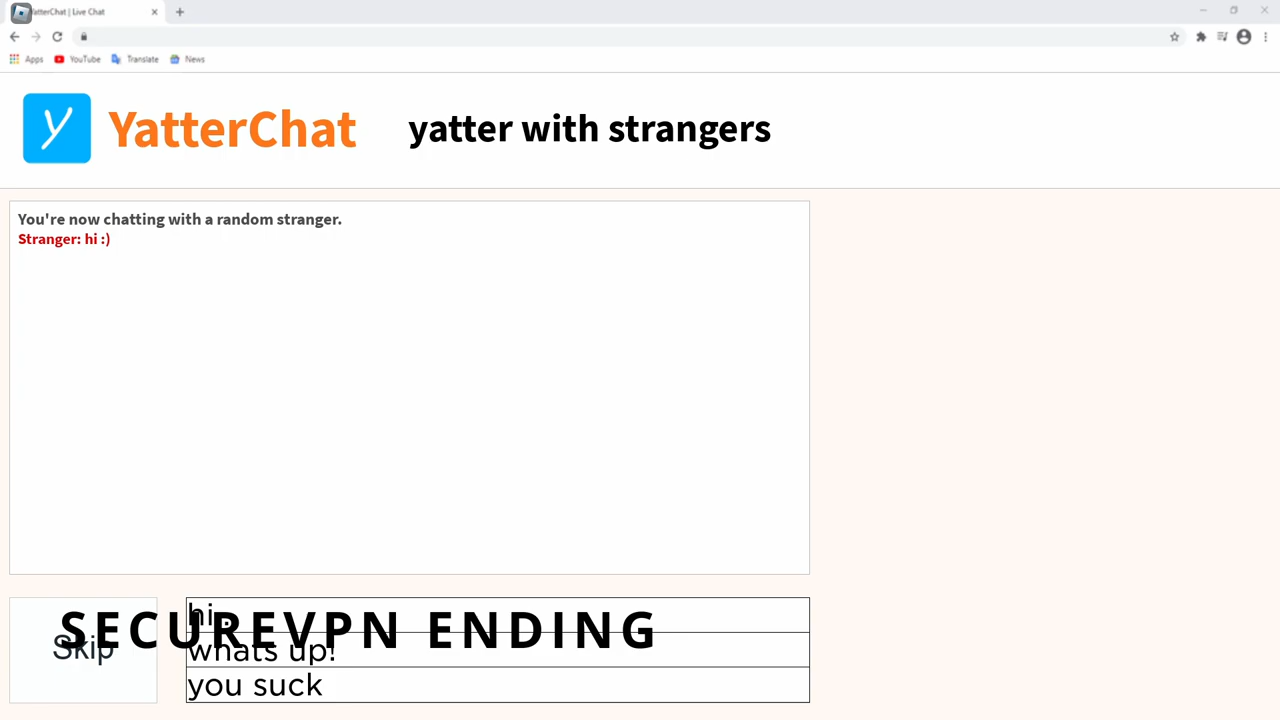 YatterChat | Live Chat
Apps YouTube Translate News
y YatterChat yatter with strangers
You're now chatting with a random stranger.
Stranger: hi :)
Skip
hi
whats up!
you suck
SECUREVPN ENDING